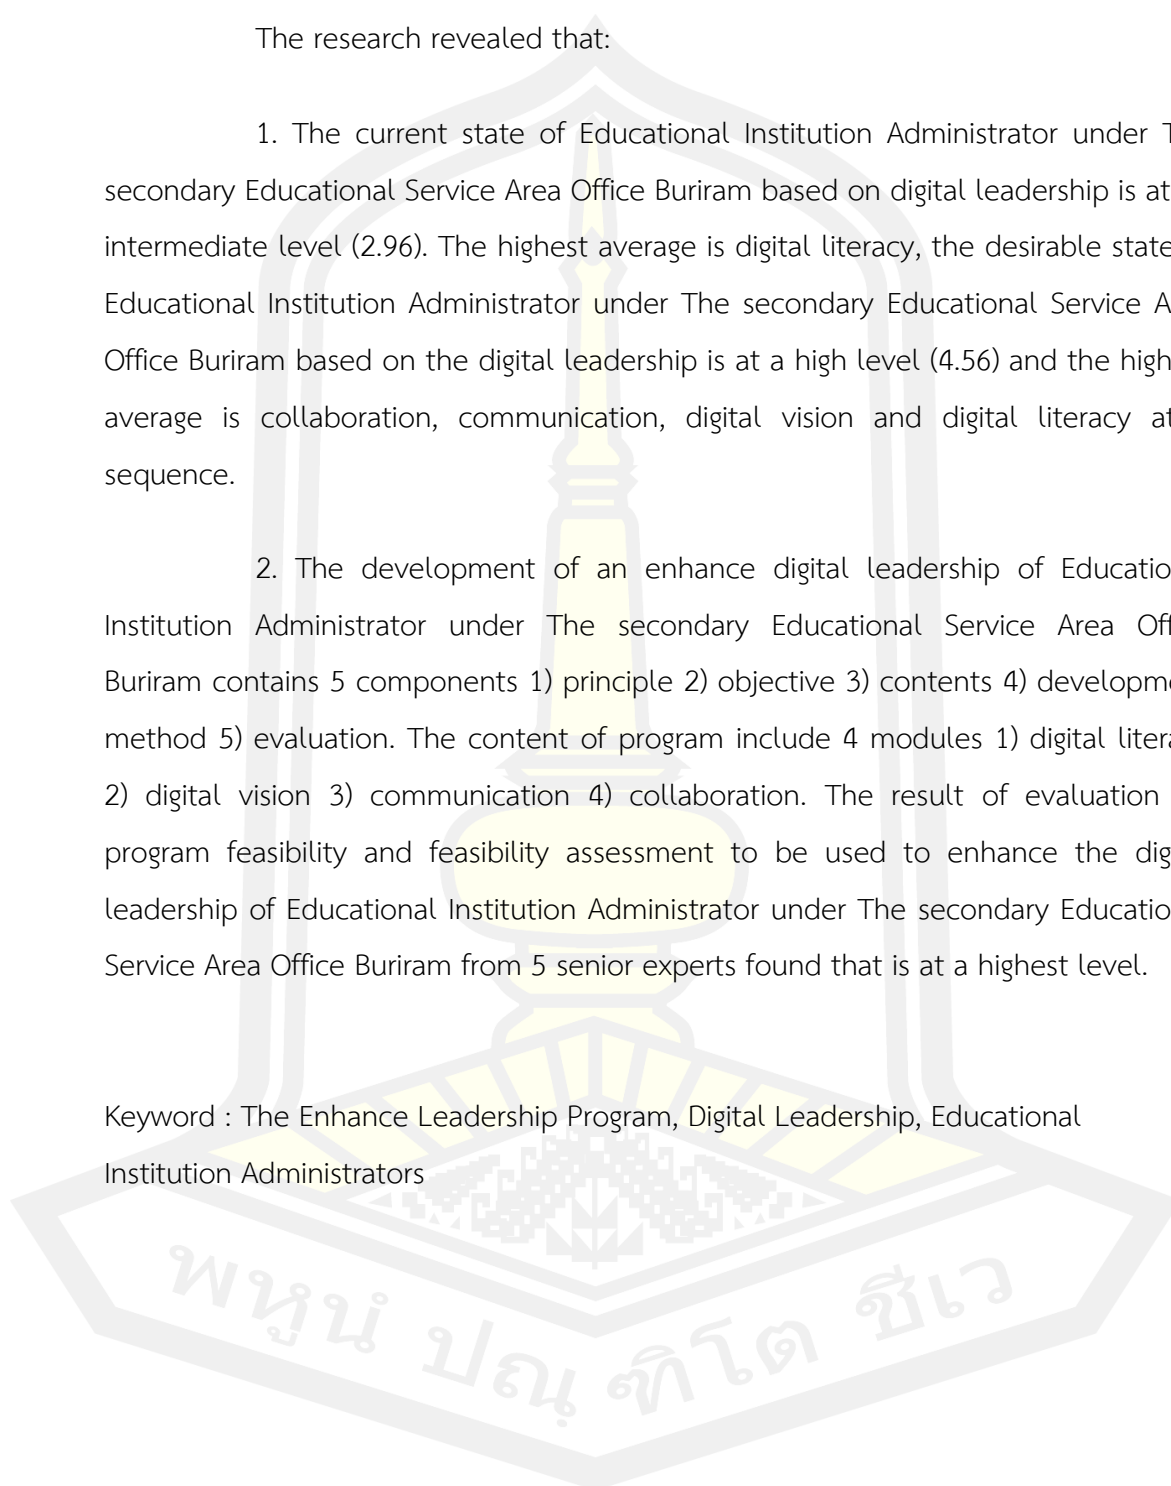 The research revealed that:
1. The current state of Educational Institution Administrator under T
secondary Educational Service Area Office Buriram based on digital leadership is at
intermediate level (2.96). The highest average is digital literacy, the desirable state
Educational Institution Administrator under The secondary Educational Service A
Office Buriram based on the digital leadership is at a high level (4.56) and the high
average is collaboration, communication, digital vision and digital literacy at
sequence.
2. The development of an enhance digital leadership of Educatio
Institution Administrator under The secondary Educational Service Area Off
Buriram contains 5 components 1) principle 2) objective 3) contents 4) developm
method 5) evaluation. The content of program include 4 modules 1) digital litera
2) digital vision 3) communication 4) collaboration. The result of evaluation
program feasibility and feasibility assessment to be used to enhance the dig
leadership of Educational Institution Administrator under The secondary Educatio
Service Area Office Buriram from 5 senior experts found that is at a highest level.
Keyword : The Enhance Leadership Program, Digital Leadership, Educational
Institution Administrators
พหูนํ ปณฺฑิโต ชีเว